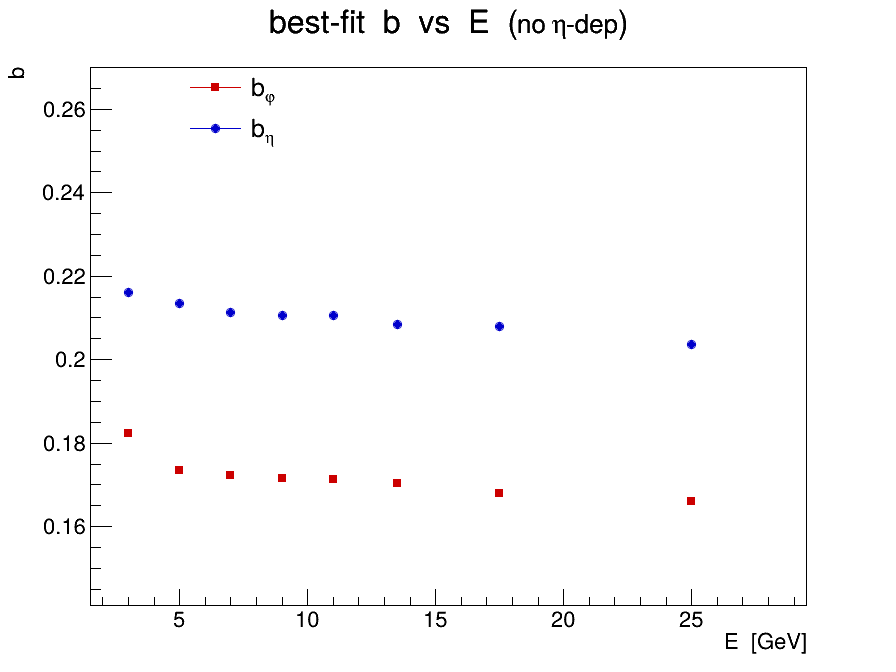 best-fit b vs E (no η-dep)
b
b_φ
b_η
0.26
0.24
0.22
0.2
0.18
0.16
5 10 15 20 25
E [GeV]